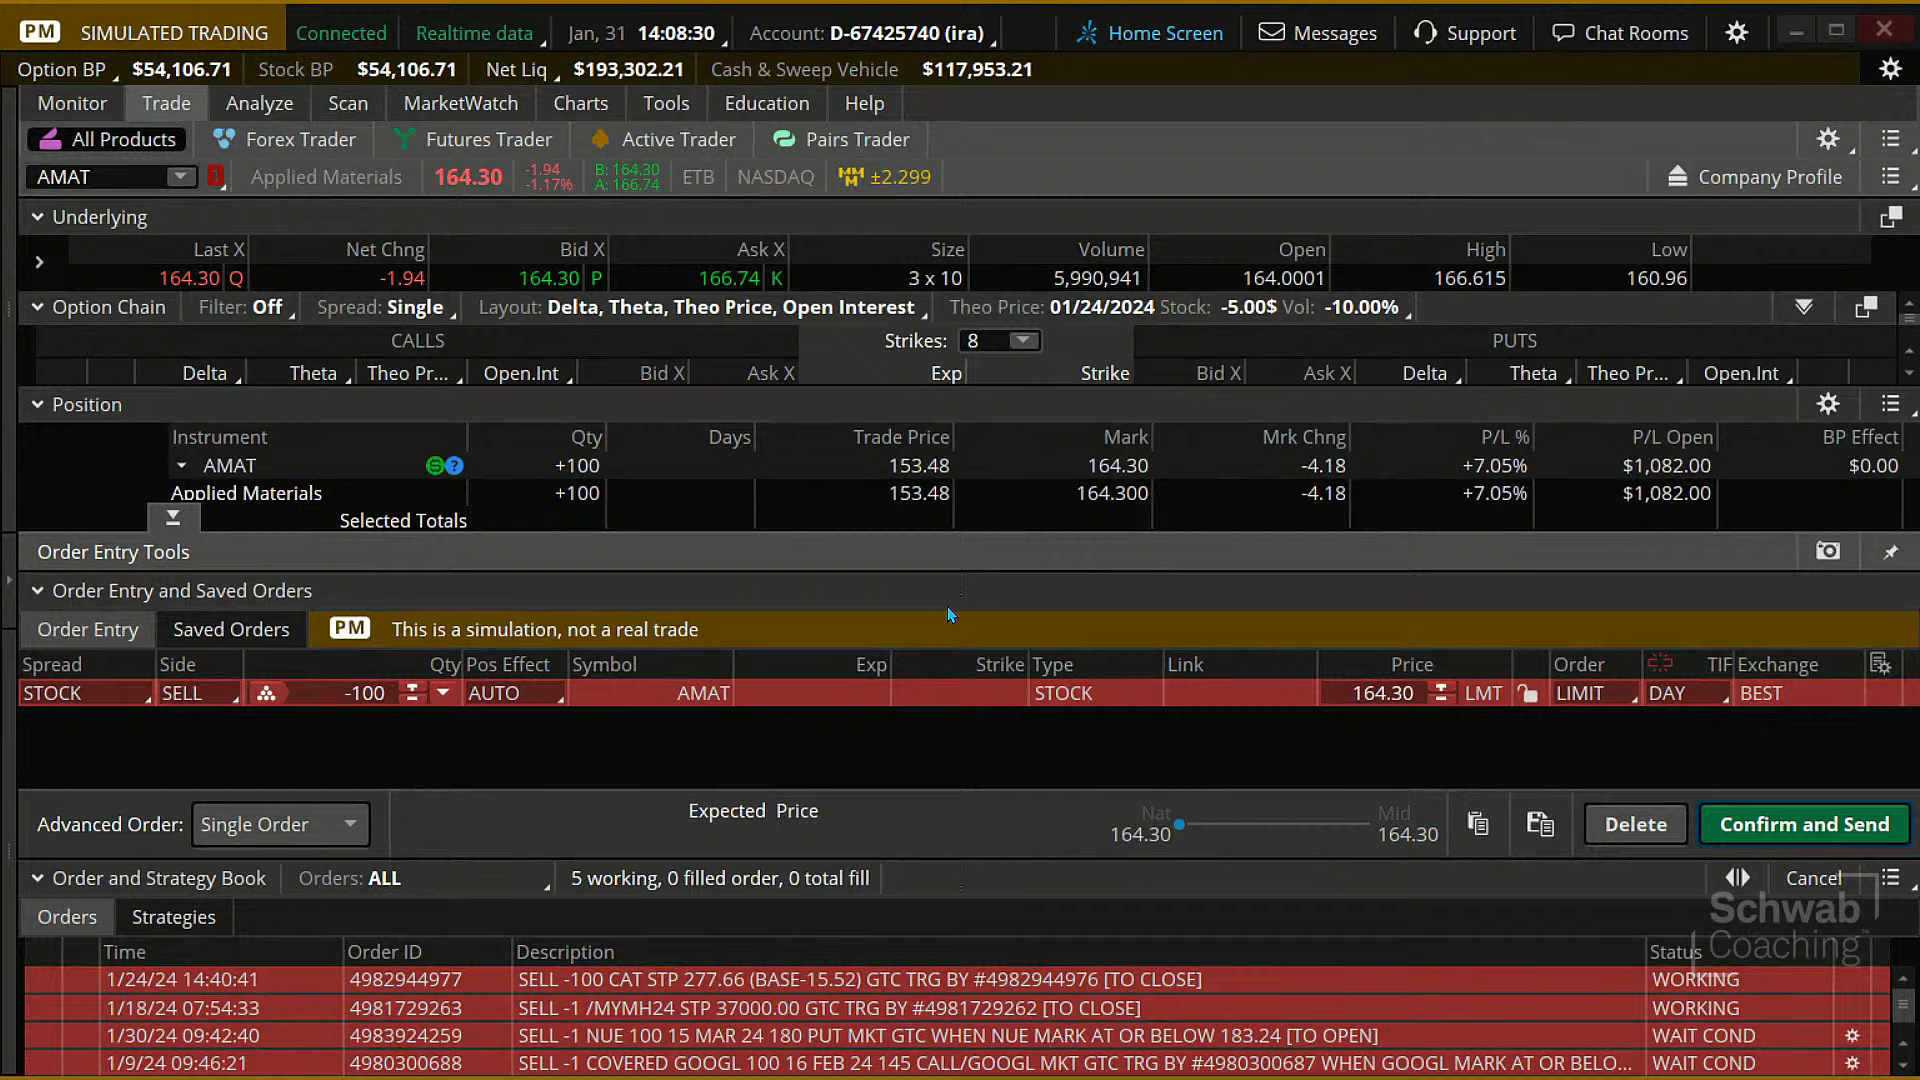 PM SIMULATED TRADING Connected Realtime data Jan, 31 14:08:30 Account: D-67425740 (ira) Home Screen Messages Support Chat Rooms
Option BP $54,106.71 Stock BP $54,106.71 Net Liq $193,302.21 Cash & Sweep Vehicle $117,953.21
Monitor Trade Analyze Scan MarketWatch Charts Tools Education Help
All Products Forex Trader Futures Trader Active Trader Pairs Trader
AMAT 1 Applied Materials 164.30 -1.94 -1.17% B: 164.30 A: 166.74 ETB NASDAQ ±2.299 Company Profile
Underlying
Last X Net Chng Bid X Ask X Size Volume Open High Low
164.30 Q -1.94 164.30 P 166.74 K 3 x 10 5,990,941 164.0001 166.615 160.96
Option Chain Filter: Off Spread: Single Layout: Delta, Theta, Theo Price, Open Interest Theo Price: 01/24/2024 Stock: -5.00$ Vol: -10.00%
CALLS Strikes: 8 PUTS
Delta Theta Theo Pr... Open.Int Bid X Ask X Exp Strike Bid X Ask X Delta Theta Theo Pr... Open.Int
Position
Instrument Qty Days Trade Price Mark Mrk Chng P/L % P/L Open BP Effect
AMAT S ? +100 153.48 164.30 -4.18 +7.05% $1,082.00 $0.00
Applied Materials +100 153.48 164.300 -4.18 +7.05% $1,082.00
Selected Totals
Order Entry Tools
Order Entry and Saved Orders
Order Entry Saved Orders PM This is a simulation, not a real trade
Spread Side Qty Pos Effect Symbol Exp Strike Type Link Price Order TIF Exchange
STOCK SELL -100 AUTO AMAT STOCK 164.30 LMT LIMIT DAY BEST
Expected Price
Nat Mid
Advanced Order: Single Order 164.30 164.30 Delete Confirm and Send
Order and Strategy Book Orders: ALL 5 working, 0 filled order, 0 total fill Cancel
Schwab
Coaching™
Orders Strategies
Time Order ID Description Status
1/24/24 14:40:41 4982944977 SELL -100 CAT STP 277.66 (BASE-15.52) GTC TRG BY #4982944976 [TO CLOSE] WORKING
1/18/24 07:54:33 4981729263 SELL -1 /MYMH24 STP 37000.00 GTC TRG BY #4981729262 [TO CLOSE] WORKING
1/30/24 09:42:40 4983924259 SELL -1 NUE 100 15 MAR 24 180 PUT MKT GTC WHEN NUE MARK AT OR BELOW 183.24 [TO OPEN] WAIT COND
1/9/24 09:46:21 4980300688 SELL -1 COVERED GOOGL 100 16 FEB 24 145 CALL/GOOGL MKT GTC TRG BY #4980300687 WHEN GOOGL MARK AT OR BELO... WAIT COND